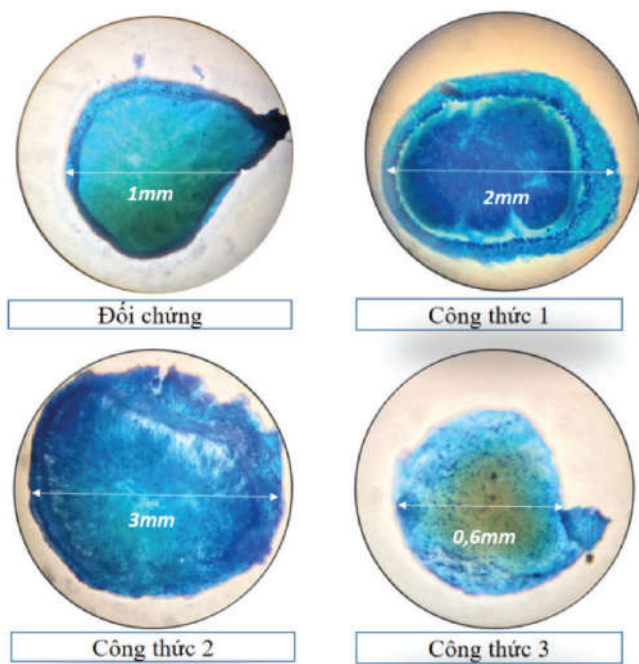 1mm
2mm
Đối chứng
Công thức 1
3mm
0,6mm
Công thức 2
Công thức 3